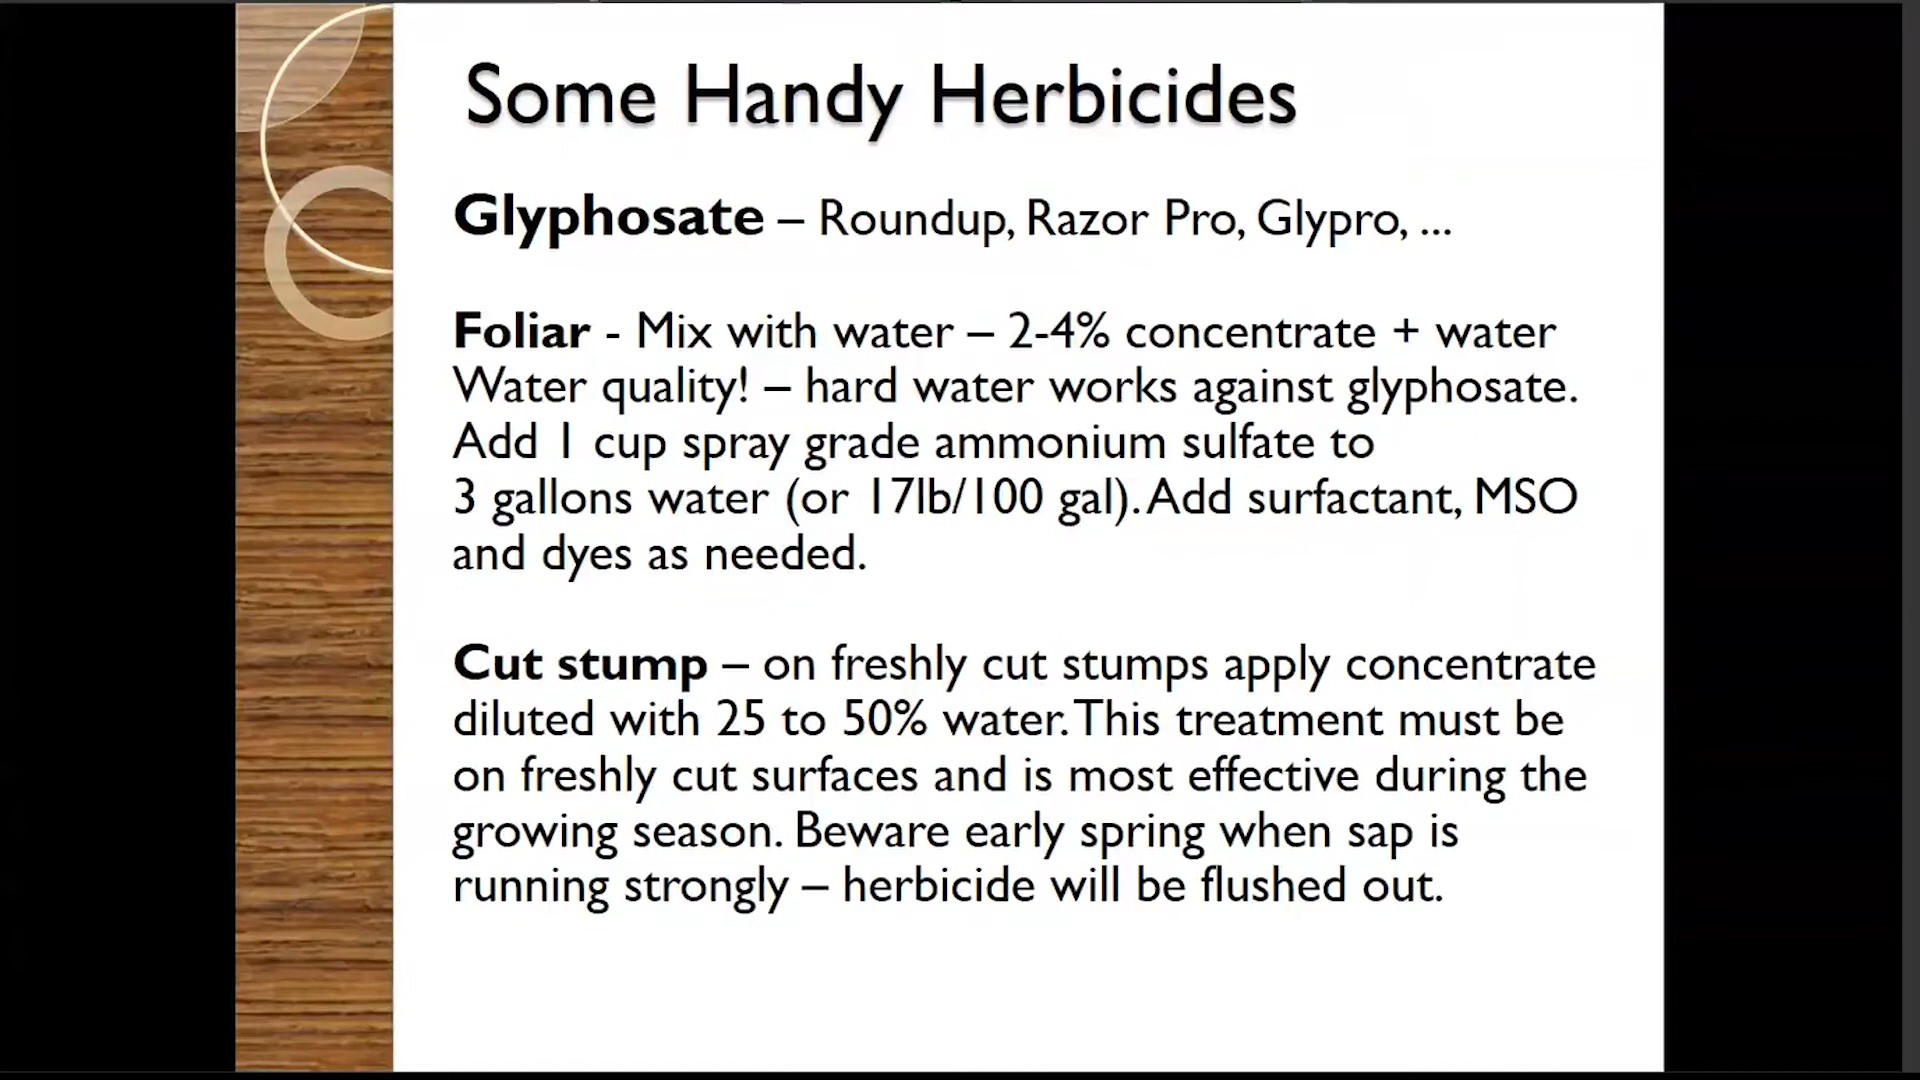 Some Handy Herbicides
Glyphosate – Roundup, Razor Pro, Glypro, ...
Foliar - Mix with water – 2-4% concentrate + water
Water quality! – hard water works against glyphosate.
Add 1 cup spray grade ammonium sulfate to
3 gallons water (or 17lb/100 gal). Add surfactant, MSO
and dyes as needed.
Cut stump – on freshly cut stumps apply concentrate
diluted with 25 to 50% water. This treatment must be
on freshly cut surfaces and is most effective during the
growing season. Beware early spring when sap is
running strongly – herbicide will be flushed out.